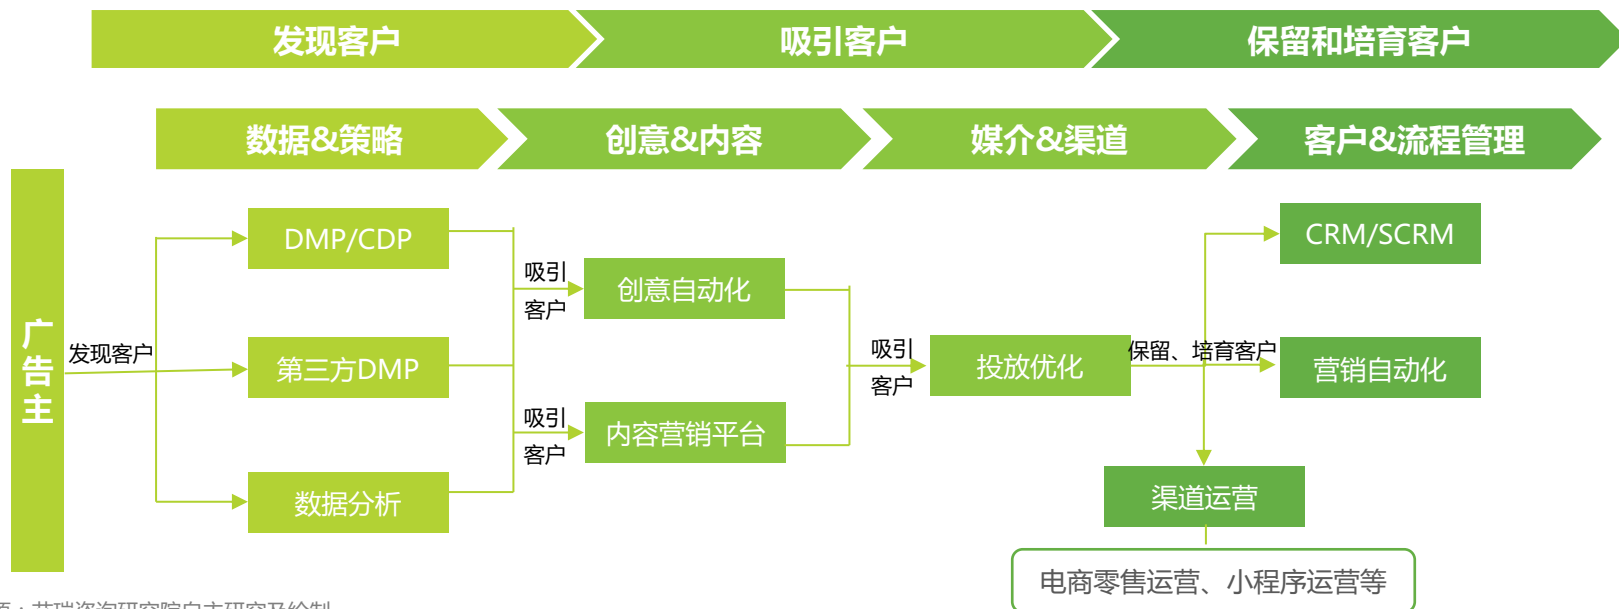 发现客户
吸引客户
保留和培育客户
数据&策略
创意&内容
媒介&渠道
客户&流程管理
广告主
发现客户
DMP/CDP
第三方DMP
数据分析
吸引
客户
吸引
客户
创意自动化
内容营销平台
吸引
客户
投放优化
保留、培育客户
CRM/SCRM
营销自动化
渠道运营
电商零售运营、小程序运营等